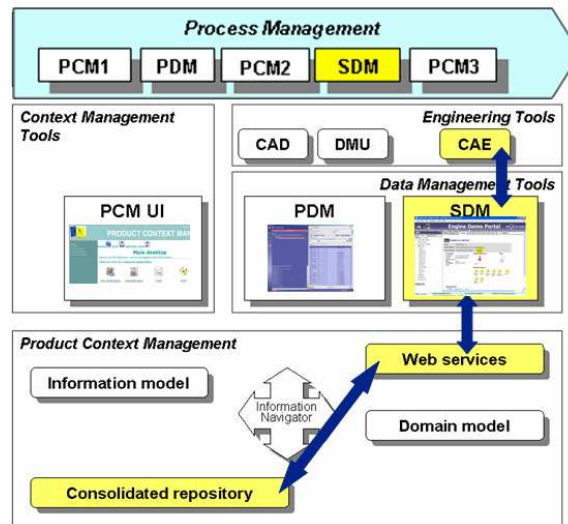 Process Management
PCM1
PDM
PCM2
SDM
PCM3
Context Management
Tools
Engineering Tools
CAD
DMU
CAE
Data Management Tools
PCM UI
PRODUCT CONTEXT MAN
Main desktop
PDM
SDM
Engine Demo Portal
Product Context Management
Web services
Information model
Information
Navigator
Domain model
Consolidated repository